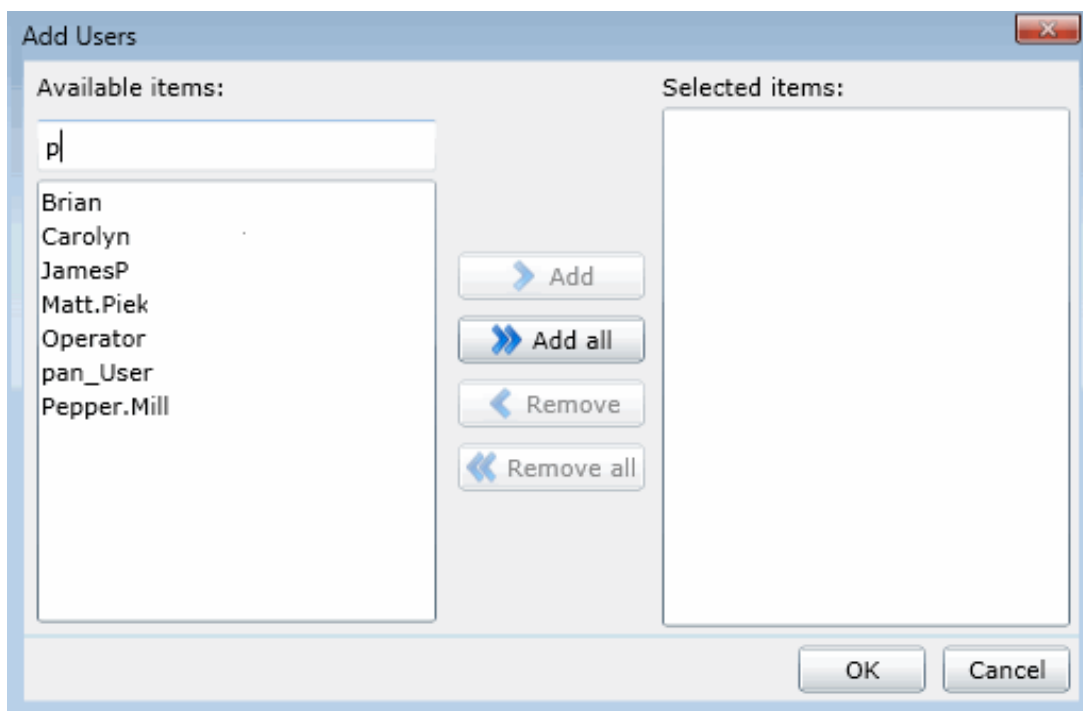 Add Users
Available items:
Selected items:
p
Brian
Carolyn
JamesP
Matt.Piek
Operator
pan_User
Pepper.Mill
Add
Add all
Remove
Remove all
OK
Cancel